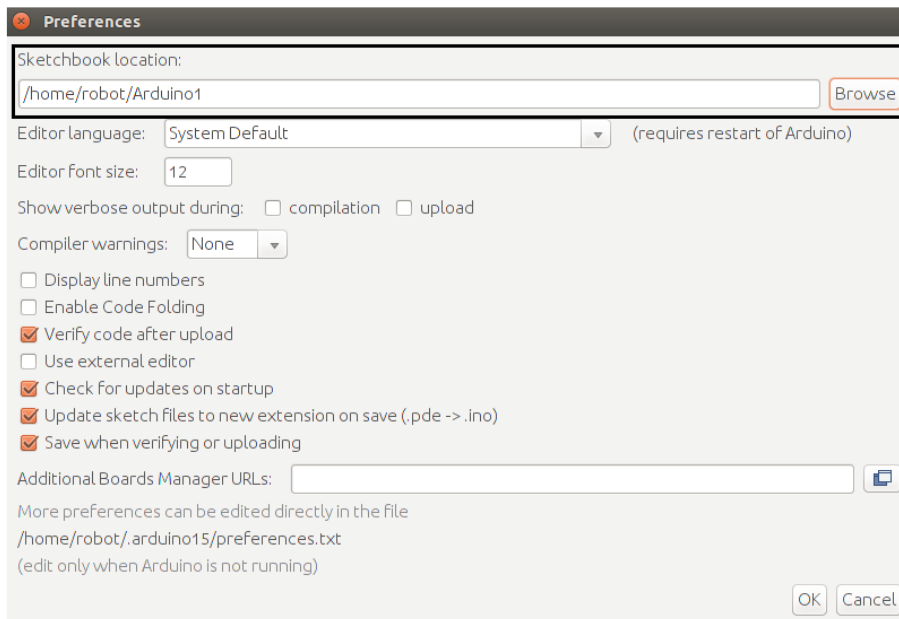 Preferences
Sketchbook location:
/home/robot/Arduino1 Browse
Editor language: System Default (requires restart of Arduino)
Editor font size: 12
Show verbose output during: compilation upload
Compiler warnings: None
Display line numbers
Enable Code Folding
Verify code after upload
Use external editor
Check for updates on startup
Update sketch files to new extension on save (.pde -> .ino)
Save when verifying or uploading
Additional Boards Manager URLs:
More preferences can be edited directly in the file
/home/robot/.arduino15/preferences.txt
(edit only when Arduino is not running)
OK Cancel